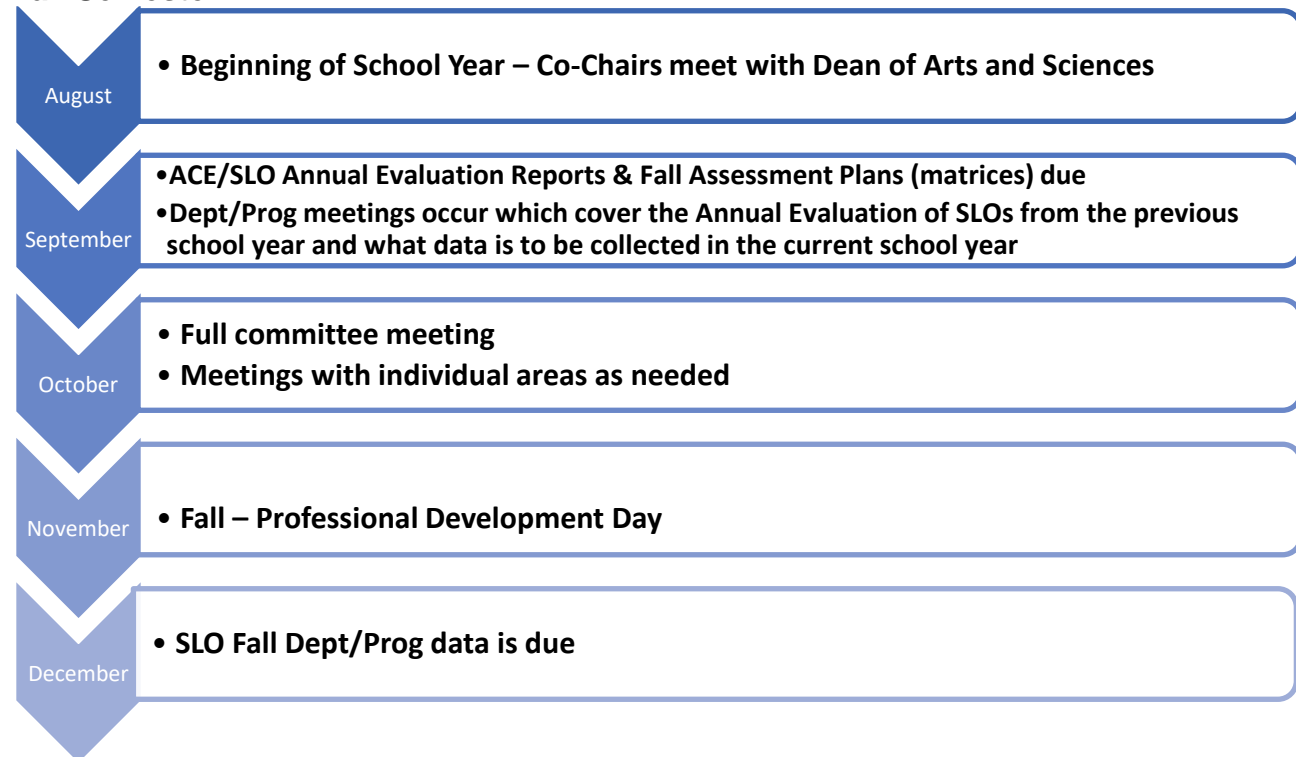 August
• Beginning of School Year – Co-Chairs meet with Dean of Arts and Sciences
September
•ACE/SLO Annual Evaluation Reports & Fall Assessment Plans (matrices) due
•Dept/Prog meetings occur which cover the Annual Evaluation of SLOs from the previous
school year and what data is to be collected in the current school year
October
• Full committee meeting
• Meetings with individual areas as needed
November
• Fall – Professional Development Day
December
• SLO Fall Dept/Prog data is due